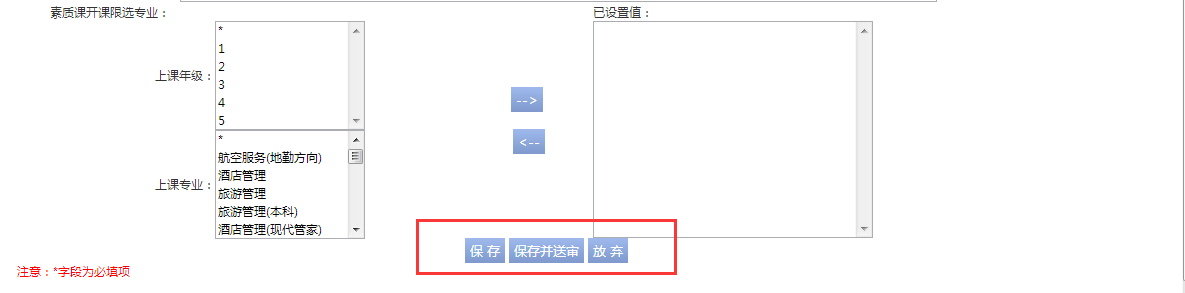 素质课开课限选专业：
已设置值：
上课年级：
*
1
2
3
4
5
-->
<--
上课专业：
*
航空服务(地勤方向)
酒店管理
旅游管理
旅游管理(本科)
酒店管理(现代管家)
保 存 保存并送审 放 弃
注意：*字段为必填项